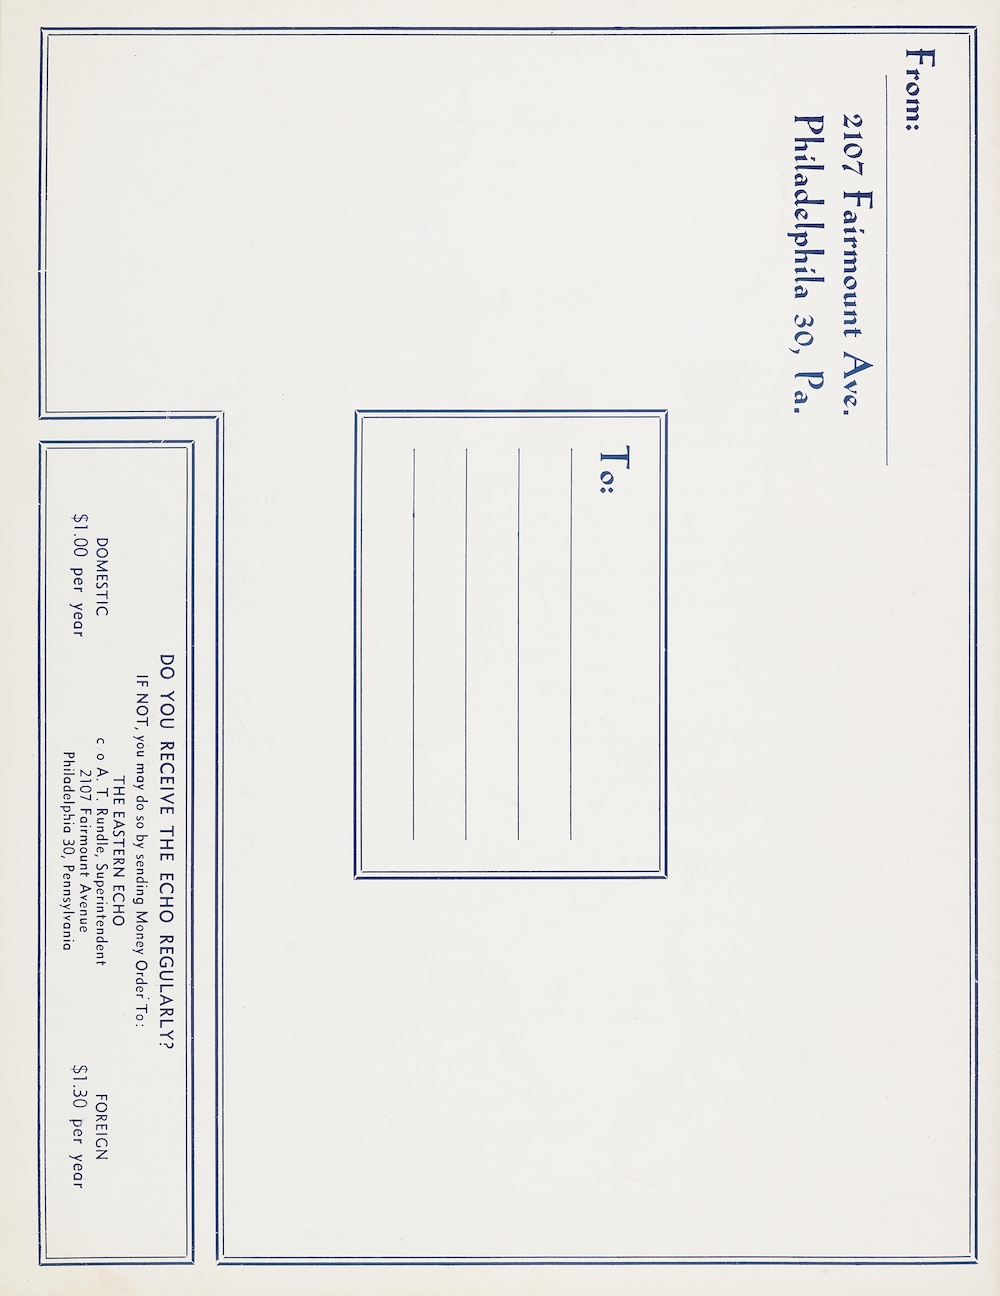 From:
2107 Fairmount Ave.
Philadelphila 30, Pa.
To:
DO YOU RECEIVE THE ECHO REGULARLY?
IF NOT, you may do so by sending Money Order To:
THE EASTERN ECHO
DOMESTIC
c o A. T. Rundle, Superintendent
FOREIGN
$1.00 per year
2107 Fairmount Avenue
$1.30 per year
Philadelphia 30, Pennsylvania